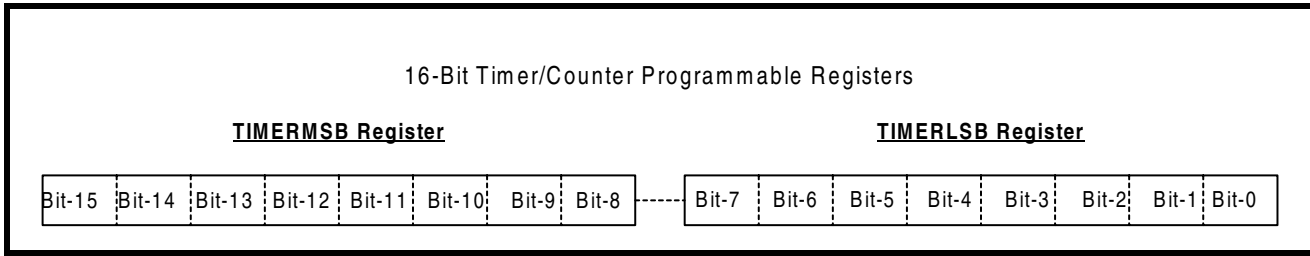 16-Bit Timer/Counter Programmable Registers
TIMERMSB Register TIMERLSB Register
Bit-15 Bit-14 Bit-13 Bit-12 Bit-11 Bit-10 Bit-9 Bit-8 Bit-7 Bit-6 Bit-5 Bit-4 Bit-3 Bit-2 Bit-1 Bit-0